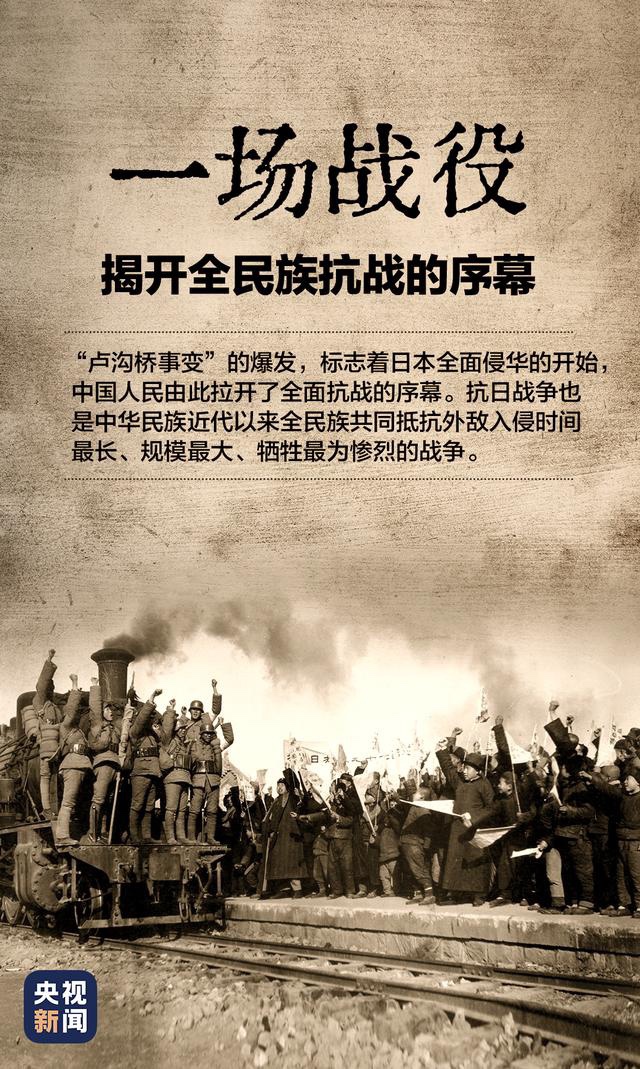 一场战役
揭开全民族抗战的序幕
“卢沟桥事变”的爆发，标志着日本全面侵华的开始，
中国人民由此拉开了全面抗战的序幕。抗日战争也
是中华民族近代以来全民族共同抵抗外敌入侵时间
最长、规模最大、牺牲最为惨烈的战争。
央视
新闻